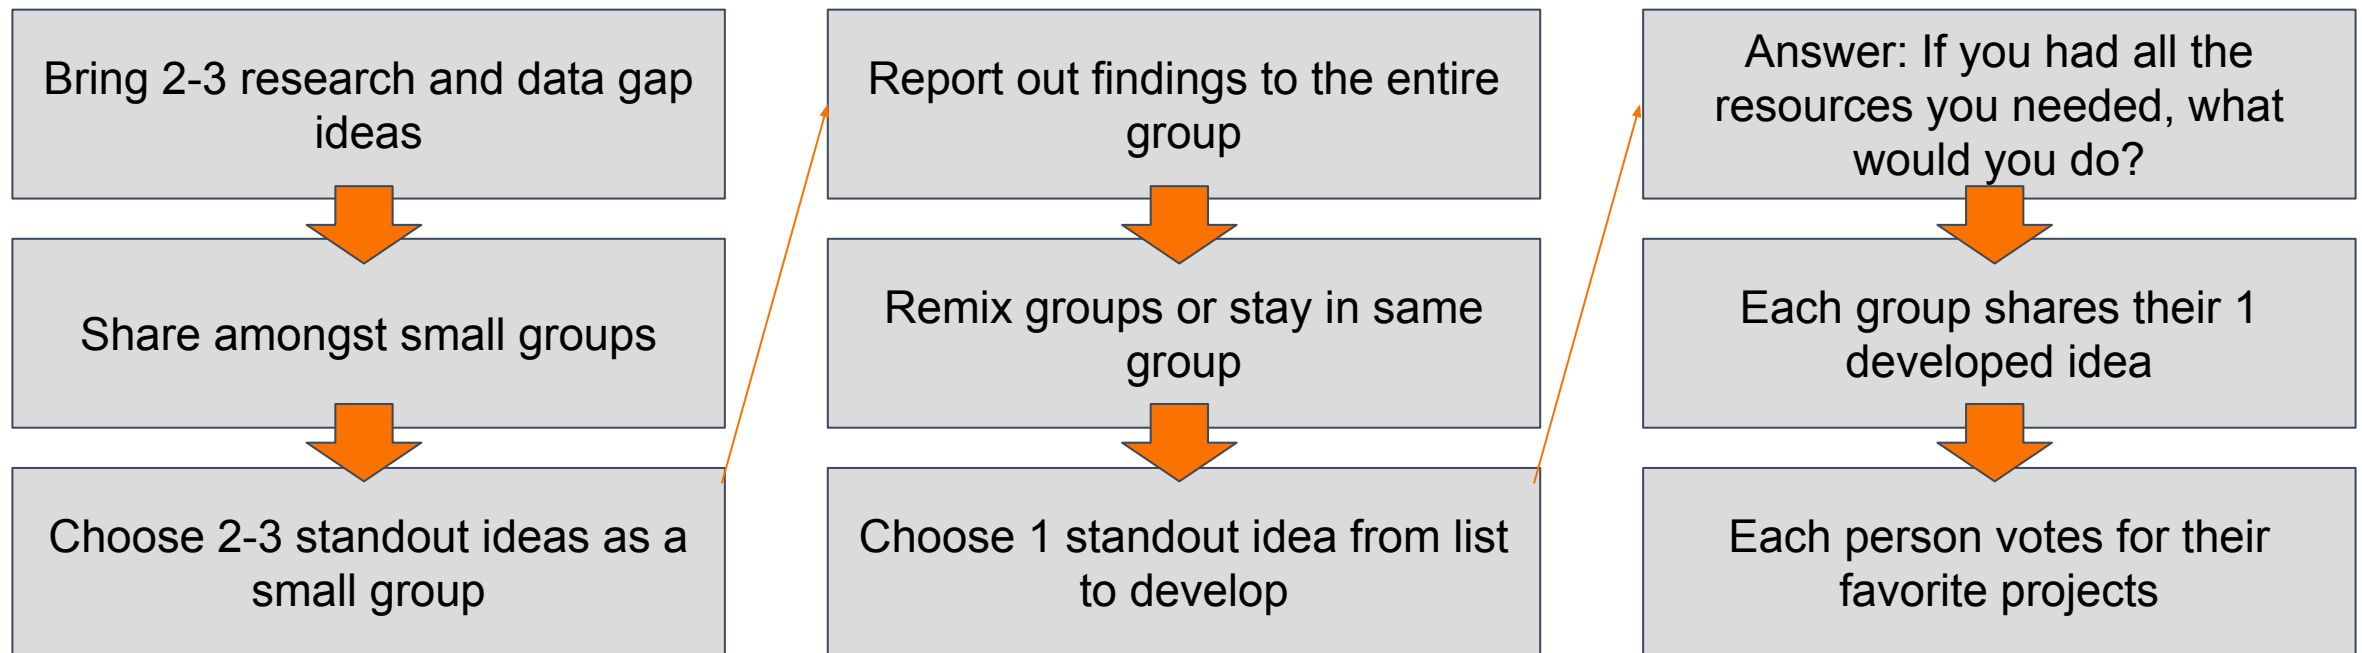 Bring 2-3 research and data gap
ideas
Share amongst small groups
Choose 2-3 standout ideas as a
small group
Report out findings to the entire
group
Remix groups or stay in same
group
Choose 1 standout idea from list
to develop
Answer: If you had all the
resources you needed, what
would you do?
Each group shares their 1
developed idea
Each person votes for their
favorite projects